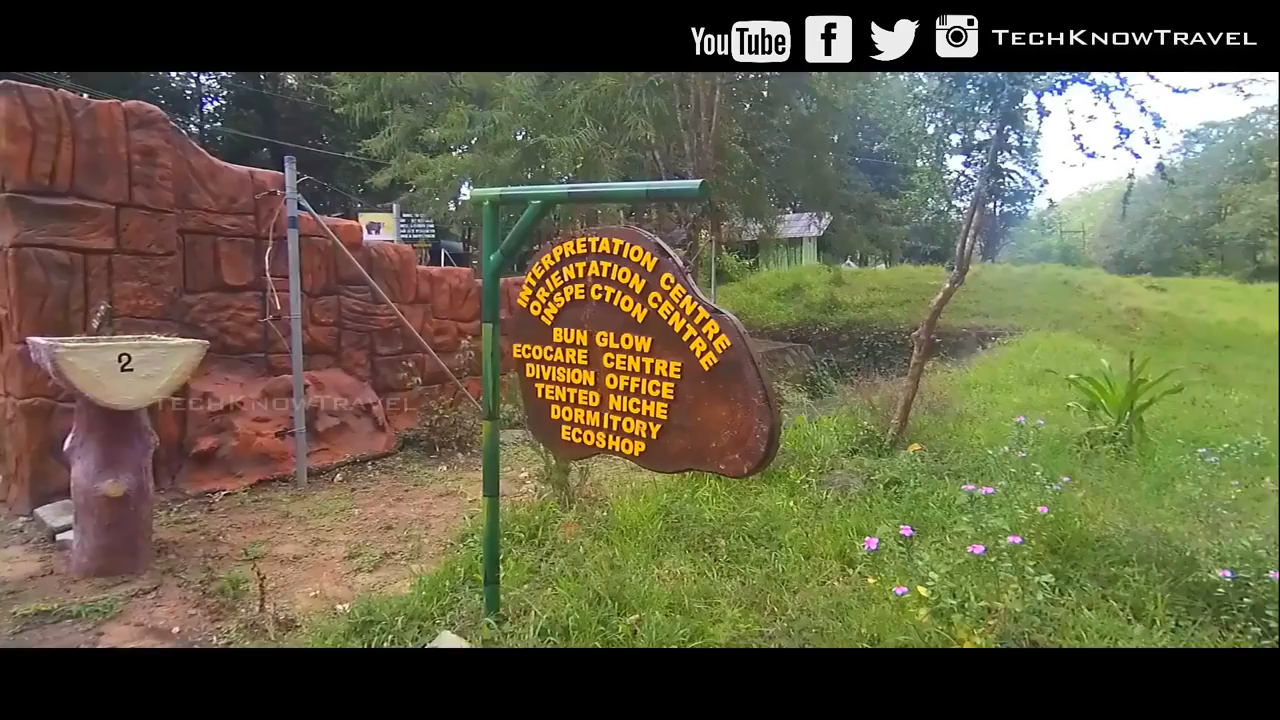 YouTube f TECHKNOWTRAVEL
INTERPRETATION CENTRE
ORIENTATION CENTRE
INSPE CTION
BUN GLOW
ECOCARE CENTRE
DIVISION OFFICE
TENTED NICHE
DORMITORY
ECOSHOP
2
TECHKNOWTRAVEL